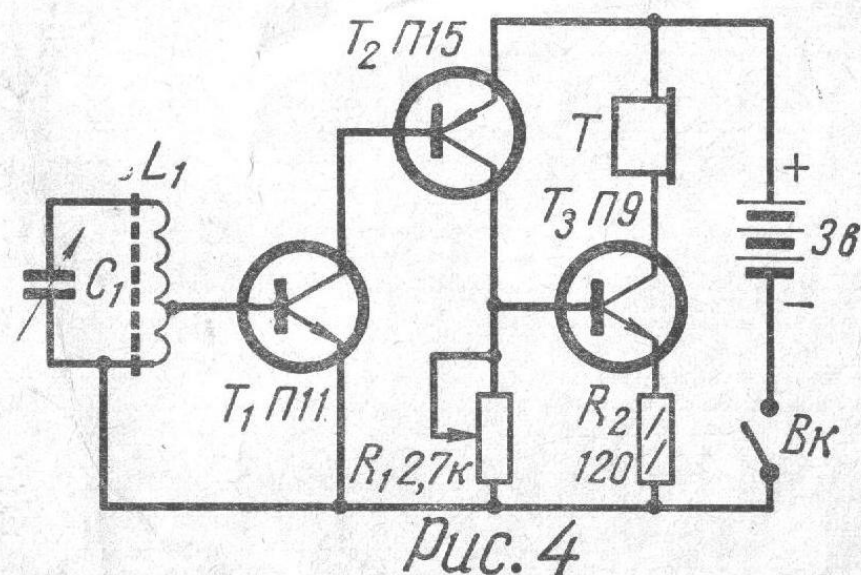 T₂ П15
L₁
T
+
C₁
T₃ П9
3в
−
T₁ П11
R₁ 2,7к
R₂
120
Вк
Рис. 4